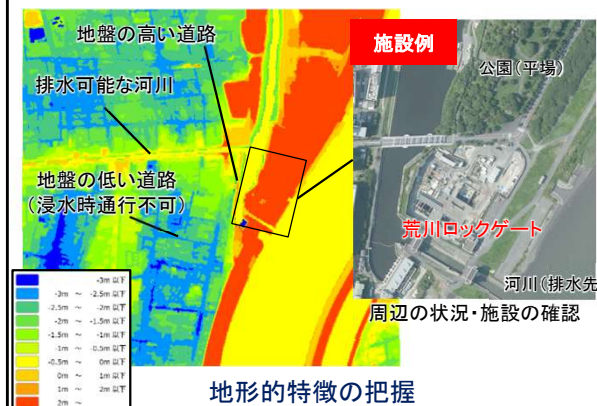 地盤の高い道路
排水可能な河川
地盤の低い道路
(浸水時通行不可)
施設例
公園(平場)
荒川ロックゲート
河川(排水先
周辺の状況・施設の確認
-3m 以下
-3m ～ -2.5m 以下
-2.5m ～ -2m 以下
-2m ～ -1.5m 以下
-1.5m ～ -1m 以下
-1m ～ -0.5m 以下
-0.5m ～ 0m 以下
0m ～ 1m 以下
1m ～ 2m 以下
2m ～
地形的特徴の把握